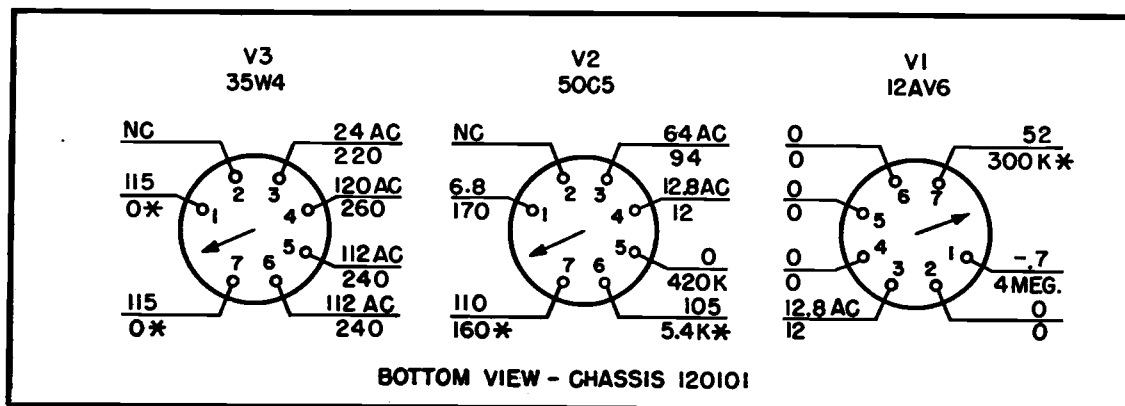 V3
35W4
NC
24 AC
220
115
0*
120AC
260
112AC
240
115
0*
112 AC
240
1
2
3
4
5
6
7
V2
50C5
NC
64 AC
94
6.8
170
12.8AC
12
0
420K
110
160*
105
5.4K*
1
2
3
4
5
6
7
V1
12AV6
0
0
52
300K*
0
0
0
0
-.7
4MEG.
12.8 AC
12
0
0
6
7
5
4
1
3
2
BOTTOM VIEW - CHASSIS 120101